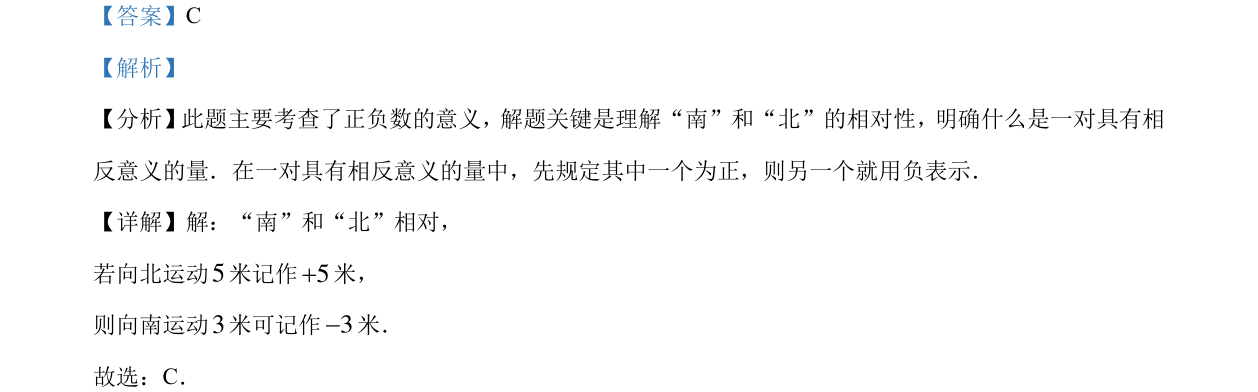 【答案】C
【解析】
【分析】此题主要考查了正负数的意义，解题关键是理解“南”和“北”的相对性，明确什么是一对具有相
反意义的量．在一对具有相反意义的量中，先规定其中一个为正，则另一个就用负表示．
【详解】解：“南”和“北”相对，
若向北运动5米记作+5米，
则向南运动3米可记作−3米．
故选：C．